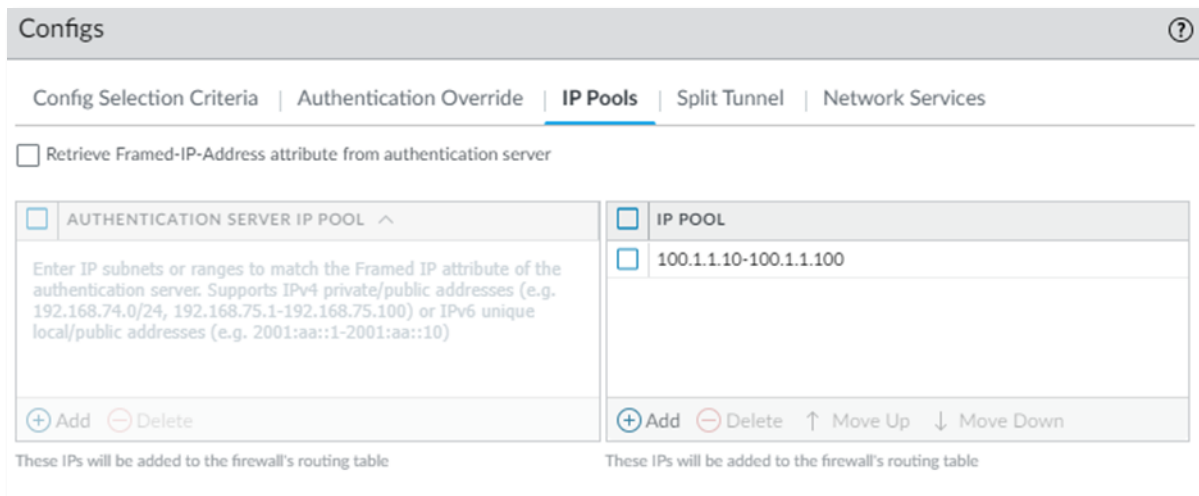 Configs
Config Selection Criteria | Authentication Override | IP Pools | Split Tunnel | Network Services
Retrieve Framed-IP-Address attribute from authentication server
AUTHENTICATION SERVER IP POOL
Enter IP subnets or ranges to match the Framed IP attribute of the
authentication server. Supports IPv4 private/public addresses (e.g.
192.168.74.0/24, 192.168.75.1-192.168.75.100) or IPv6 unique
local/public addresses (e.g. 2001:aa::1-2001:aa::10)
Add Delete
These IPs will be added to the firewall's routing table
IP POOL
100.1.1.10-100.1.1.100
Add Delete ↑ Move Up ↓ Move Down
These IPs will be added to the firewall's routing table